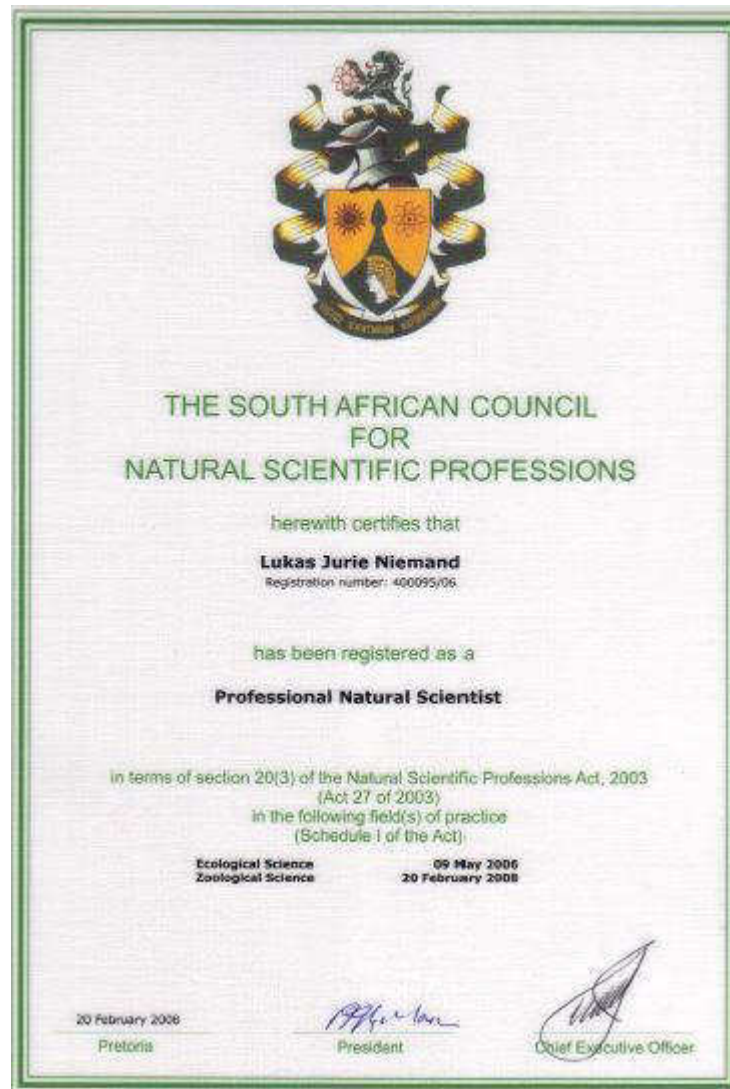 THE SOUTH AFRICAN COUNCIL
FOR
NATURAL SCIENTIFIC PROFESSIONS
herewith certifies that
Lukas Jurie Niemand
Registration number: 400095/06
has been registered as a
Professional Natural Scientist
in terms of section 20(3) of the Natural Scientific Professions Act, 2003
(Act 27 of 2003)
in the following field(s) of practice
(Schedule I of the Act)
Ecological Science 09 May 2006
Zoological Science 20 February 2008
20 February 2008
Pretoria President Chief Executive Officer